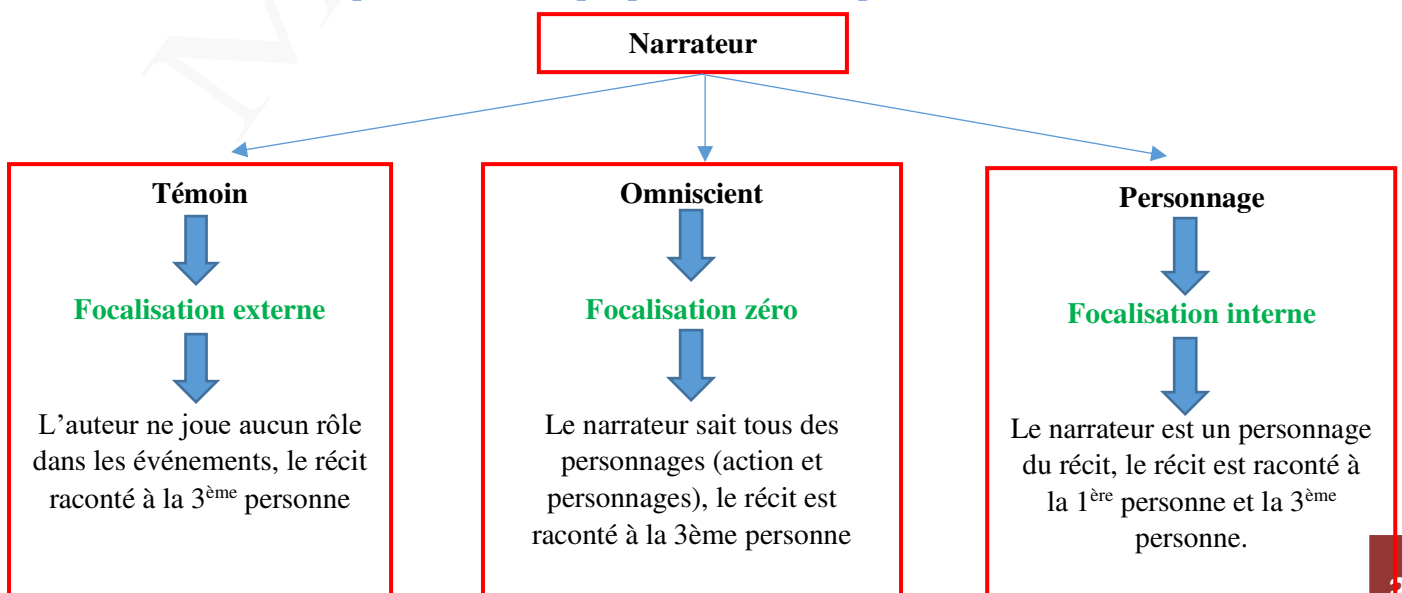 Narrateur
Témoin
Focalisation externe
L’auteur ne joue aucun rôle
dans les événements, le récit
raconté à la 3ème personne
Omniscient
Focalisation zéro
Le narrateur sait tous des
personnages (action et
personnages), le récit est
raconté à la 3ème personne
Personnage
Focalisation interne
Le narrateur est un personnage
du récit, le récit est raconté à
la 1ère personne et la 3ème
personne.